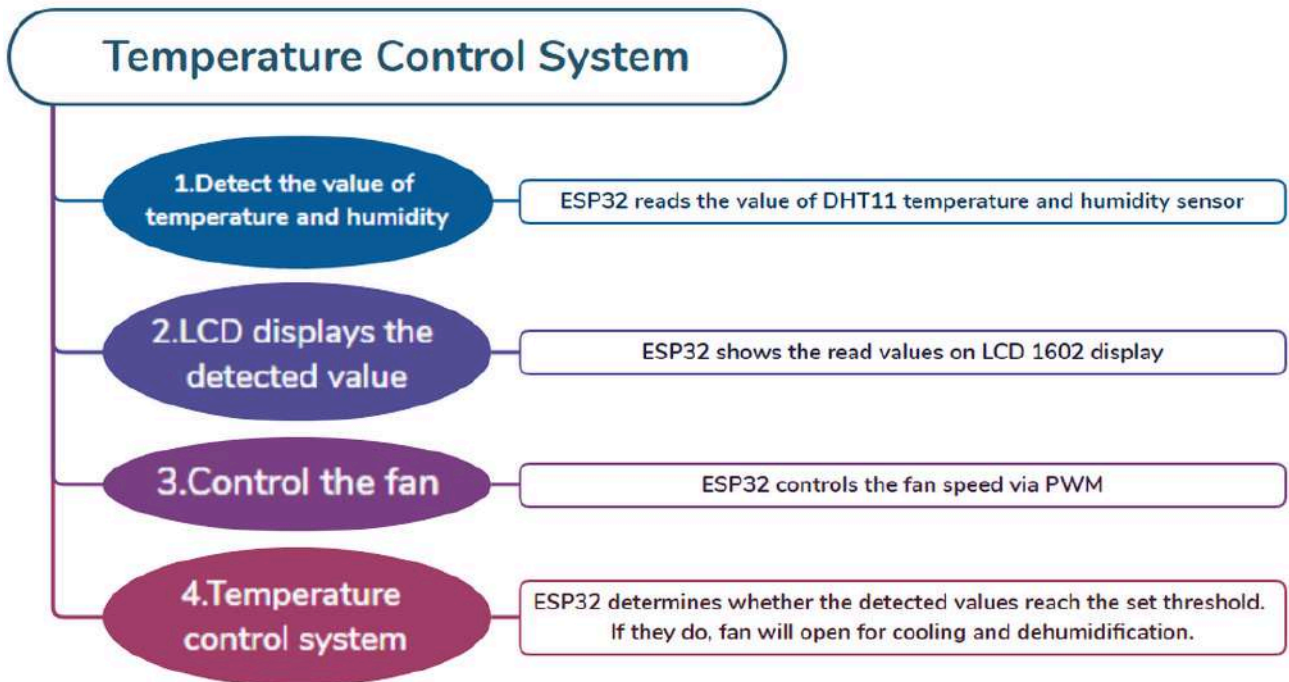 Temperature Control System
1.Detect the value of
temperature and humidity
ESP32 reads the value of DHT11 temperature and humidity sensor
2.LCD displays the
detected value
ESP32 shows the read values on LCD 1602 display
3.Control the fan
ESP32 controls the fan speed via PWM
4.Temperature
control system
ESP32 determines whether the detected values reach the set threshold.
If they do, fan will open for cooling and dehumidification.